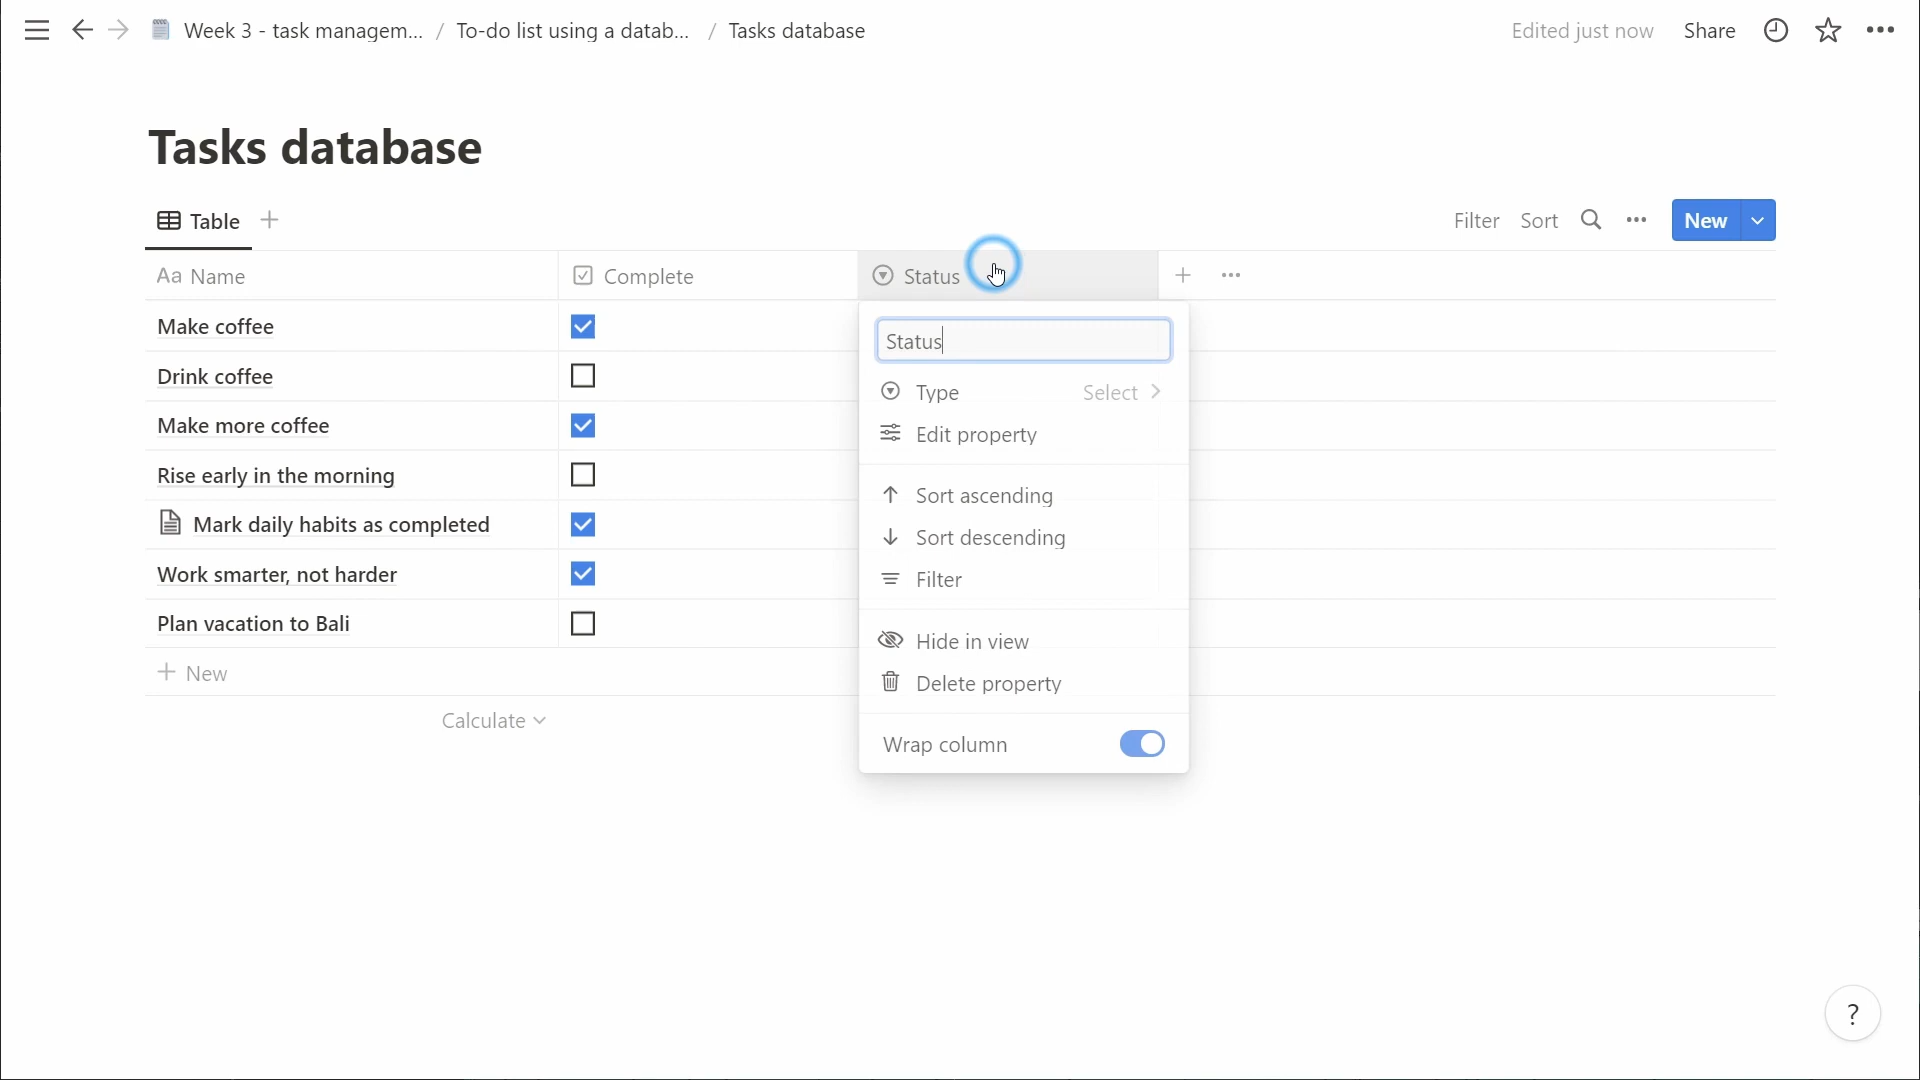 Week 3 - task managem... / To-do list using a datab... / Tasks database
Edited just now Share
Tasks database
Table
Filter Sort New
Aa Name Complete Status
Make coffee
Drink coffee
Make more coffee
Rise early in the morning
Mark daily habits as completed
Work smarter, not harder
Plan vacation to Bali
New
Calculate
Status
Type Select
Edit property
Sort ascending
Sort descending
Filter
Hide in view
Delete property
Wrap column
?